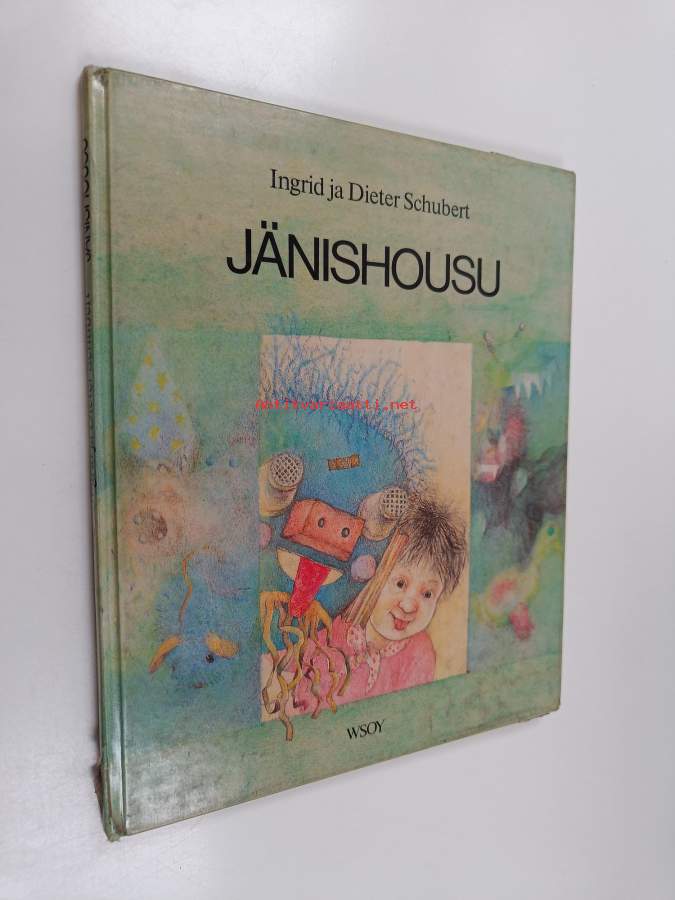 Ingrid ja Dieter Schubert
JÄNISHOUSU
antikvariaatti.net
WSOY